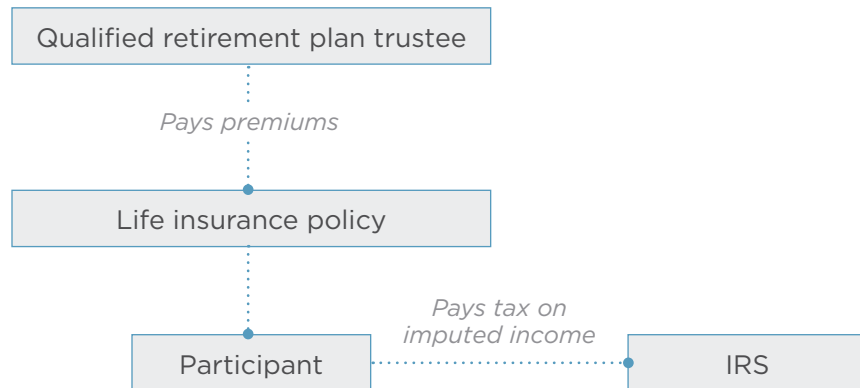 Qualified retirement plan trustee
Pays premiums
Life insurance policy
Pays tax on
imputed income
Participant
IRS